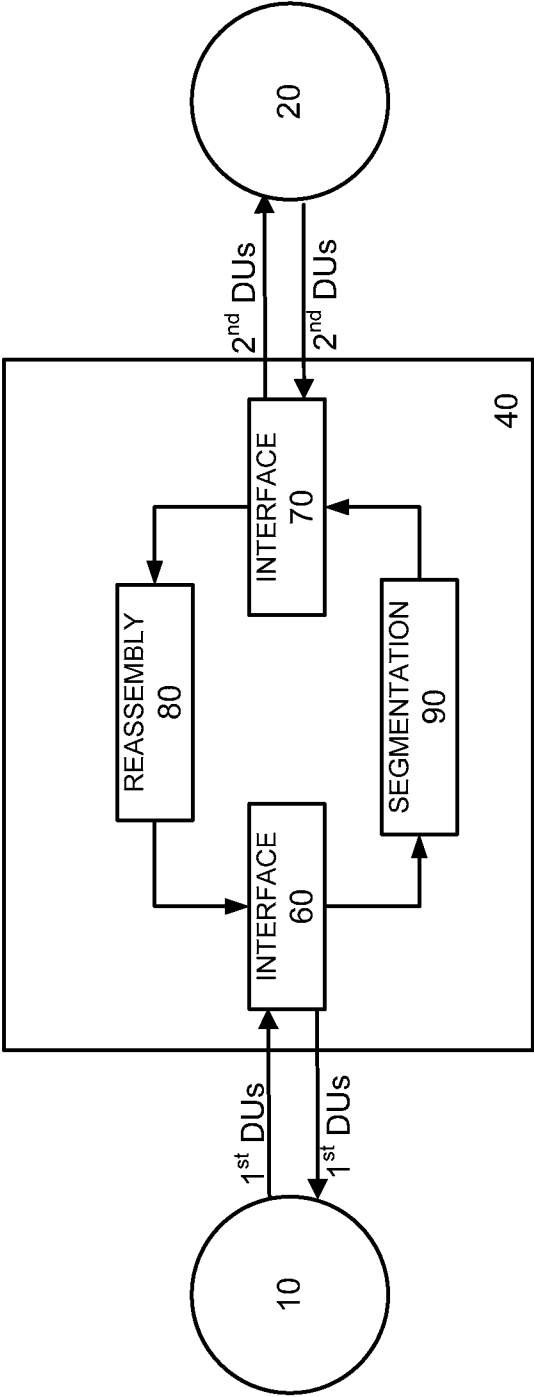 REASSEMBLY
80
1st DUs
2nd DUs
10
INTERFACE
60
INTERFACE
70
20
1st DUs
2nd DUs
SEGMENTATION
90
40